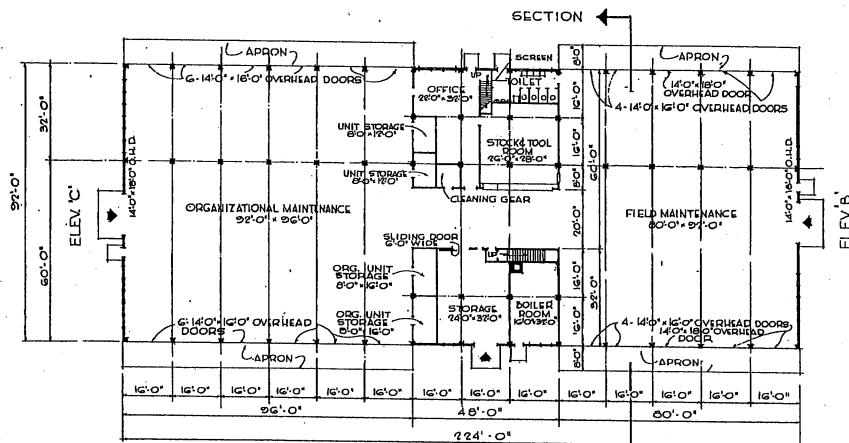 SECTION
APRON
6-14'-0" x 16'-0" OVERHEAD DOORS
OFFICE
22'-0" x 32'-0"
UP
SCREEN
TOILET
8'-0"
APRON
14'-0" x 18'-0"
OVERHEAD
DOOR
4-14'-0" x 16'-0" OVERHEAD DOORS
92'-0"
32'-0"
60'-0"
ELEV. 'C'
14'-0" x 18'-0" O.H.D.
UNIT STORAGE
8'-0" x 12'-0"
UNIT STORAGE
8'-0" x 12'-0"
STOCK & TOOL
ROOM
26'-0" x 28'-0"
CLEANING GEAR
16'-0"
16'-0"
8'-0"
60'-0"
20'-0"
16'-0"
16'-0"
32'-0"
8'-0"
ORGANIZATIONAL MAINTENANCE
92'-0" x 96'-0"
FIELD MAINTENANCE
80'-0" x 92'-0"
14'-0" x 18'-0" O.H.D.
ELEV. 'B'
SLIDING DOOR
6'-0" WIDE
UP
ORG. UNIT
STORAGE
8'-0" x 16'-0"
ORG. UNIT
STORAGE
8'-0" x 16'-0"
STORAGE
24'-0" x 32'-0"
BOILER
ROOM
16'-0" x 32'-0"
6-14'-0" x 16'-0" OVERHEAD
DOORS
APRON
4-14'-0" x 16'-0" OVERHEAD DOORS
14'-0" x 18'-0" OVERHEAD
DOOR
APRON
16'-0" 16'-0" 16'-0" 16'-0" 16'-0" 16'-0" 16'-0" 16'-0" 16'-0" 16'-0" 16'-0" 16'-0" 16'-0" 16'-0"
96'-0" 48'-0" 80'-0"
224'-0"